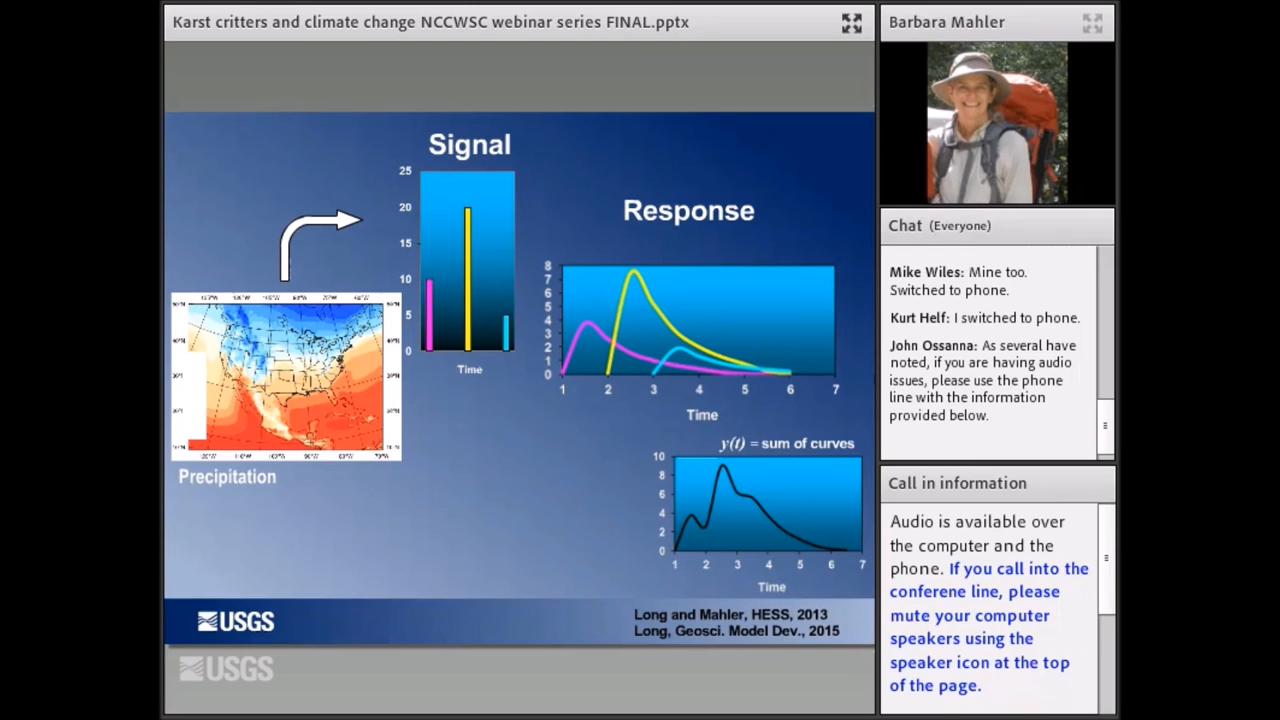 Karst critters and climate change NCCWSC webinar series FINAL.pptx
Signal
25
20
15
10
5
0
Time
Response
8
7
6
5
4
3
2
1
0
1 2 3 4 5 6 7
Time
y(t) = sum of curves
10
8
6
4
2
0
1 2 3 4 5 6 7
Time
Precipitation
USGS
Long and Mahler, HESS, 2013
Long, Geosci. Model Dev., 2015
USGS
Barbara Mahler
Chat (Everyone)
Mike Wiles: Mine too.
Switched to phone.
Kurt Helf: I switched to phone.
John Ossanna: As several have
noted, if you are having audio
issues, please use the phone
line with the information
provided below.
Call in information
Audio is available over
the computer and the
phone. If you call into the
conferene line, please
mute your computer
speakers using the
speaker icon at the top
of the page.